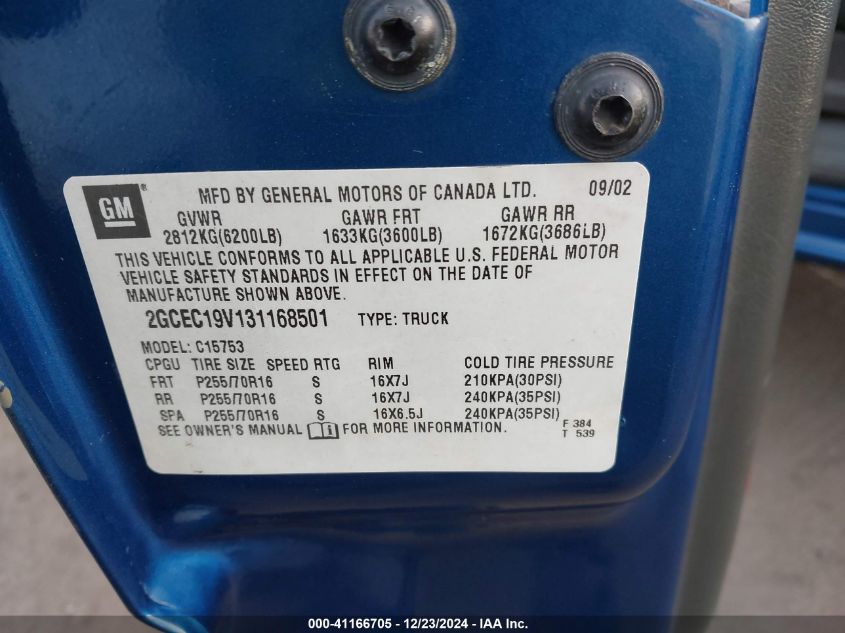 GM ® MFD BY GENERAL MOTORS OF CANADA LTD. 09/02
GVWR GAWR FRT GAWR RR
2812KG(6200LB) 1633KG(3600LB) 1672KG(3686LB)
THIS VEHICLE CONFORMS TO ALL APPLICABLE U.S. FEDERAL MOTOR
VEHICLE SAFETY STANDARDS IN EFFECT ON THE DATE OF
MANUFACTURE SHOWN ABOVE.
2GCEC19V131168501 TYPE: TRUCK
MODEL: C15753
CPGU TIRE SIZE SPEED RTG RIM COLD TIRE PRESSURE
FRT P255/70R16 S 16X7J 210KPA(30PSI)
RR P255/70R16 S 16X7J 240KPA(35PSI)
SPA P255/70R16 S 16X6.5J 240KPA(35PSI)
SEE OWNER'S MANUAL FOR MORE INFORMATION.
F 384
T 539
000-41166705 - 12/23/2024 - IAA Inc.